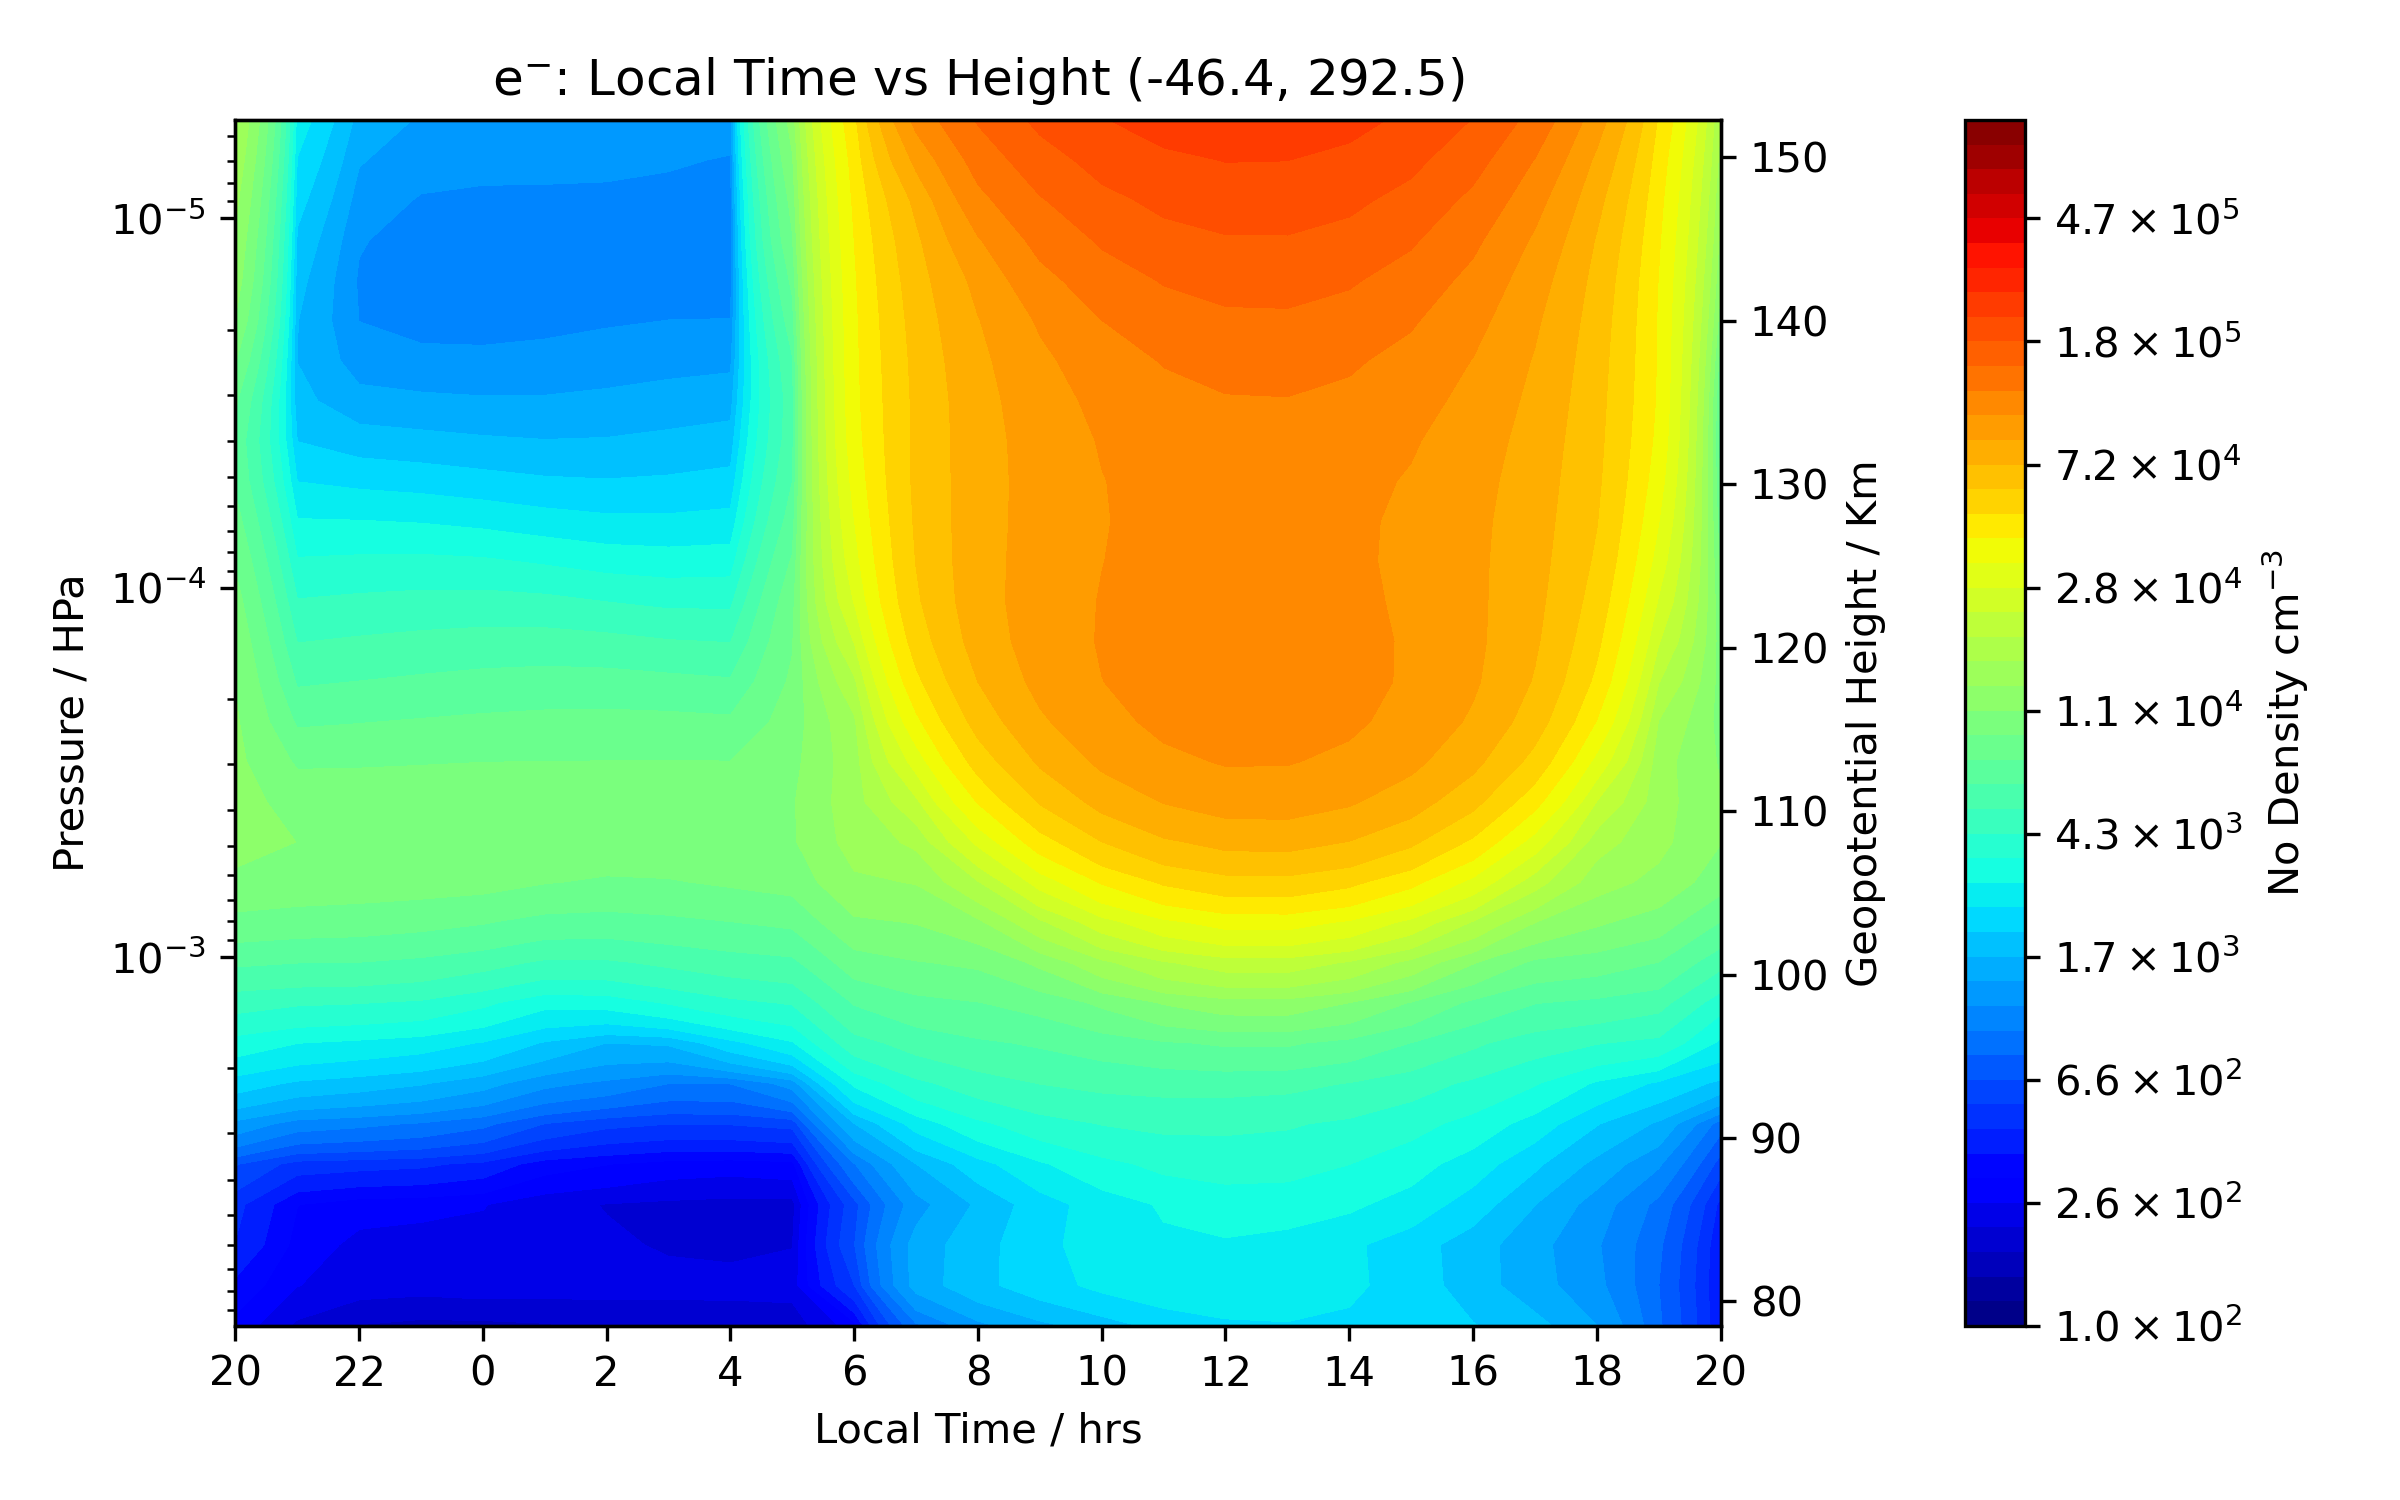 e⁻: Local Time vs Height (-46.4, 292.5)
Pressure / HPa
10⁻⁵
10⁻⁴
10⁻³
20 22 0 2 4 6 8 10 12 14 16 18 20
Local Time / hrs
150
140
130
120
110
100
90
80
Geopotential Height / Km
4.7 × 10⁵
1.8 × 10⁵
7.2 × 10⁴
2.8 × 10⁴
1.1 × 10⁴
4.3 × 10³
1.7 × 10³
6.6 × 10²
2.6 × 10²
1.0 × 10²
No Density cm⁻³